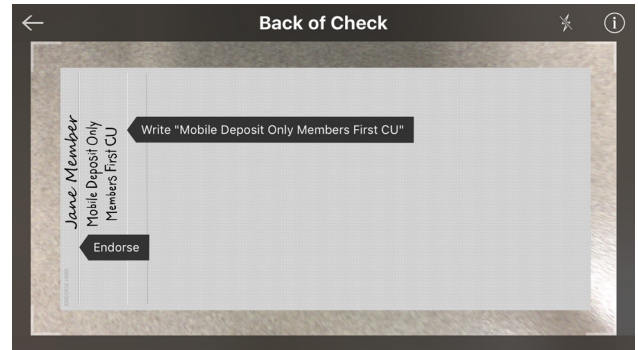 Back of Check
Jane Member
Mobile Deposit Only
Members First CU
Write "Mobile Deposit Only Members First CU"
Endorse